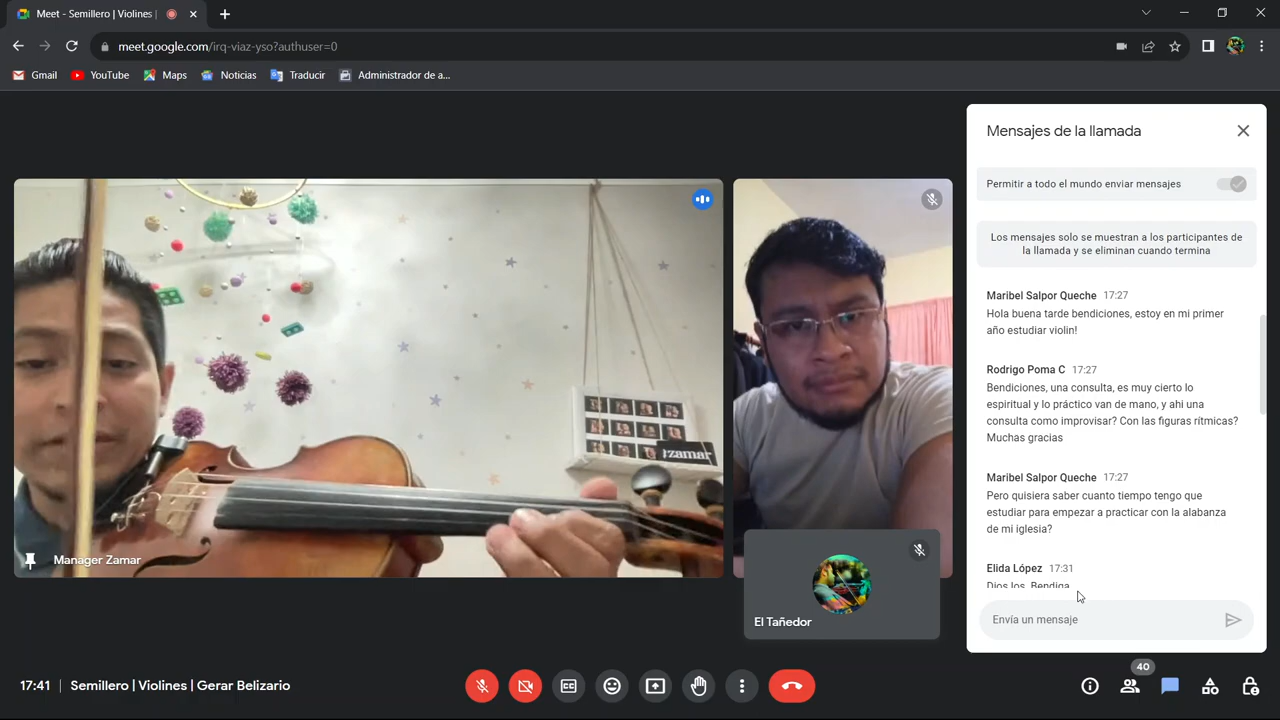 Meet - Semillero | Violines |
meet.google.com/irq-viaz-yso?authuser=0
Gmail
YouTube
Maps
Noticias
Traducir
Administrador de a...
Mensajes de la llamada
Permitir a todo el mundo enviar mensajes
Los mensajes solo se muestran a los participantes de
la llamada y se eliminan cuando termina
Maribel Salpor Queche 17:27
Hola buena tarde bendiciones, estoy en mi primer
año estudiar violin!
Rodrigo Poma C 17:27
Bendiciones, una consulta, es muy cierto lo
espiritual y lo práctico van de mano, y ahi una
consulta como improvisar? Con las figuras rítmicas?
Muchas gracias
Maribel Salpor Queche 17:27
Pero quisiera saber cuanto tiempo tengo que
estudiar para empezar a practicar con la alabanza
de mi iglesia?
Elida López 17:31
Dios los Bendiga
Envía un mensaje
:zamar
Manager Zamar
El Tañedor
17:41 | Semillero | Violines | Gerar Belizario
CC
40